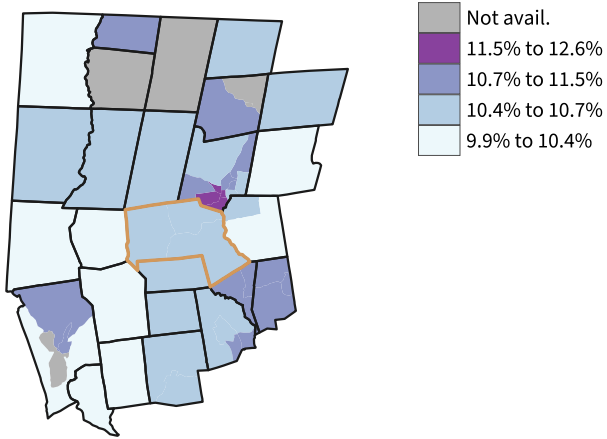 Not avail.
11.5% to 12.6%
10.7% to 11.5%
10.4% to 10.7%
9.9% to 10.4%